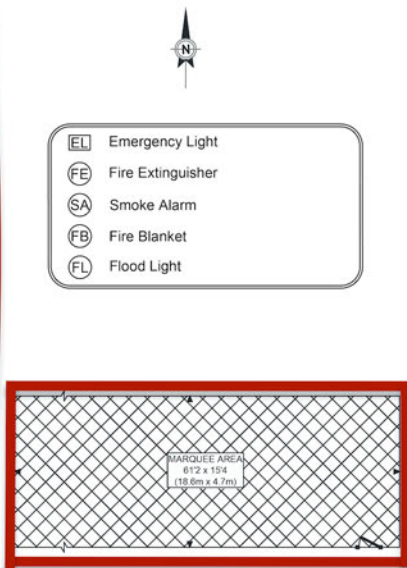 N
EL Emergency Light
FE Fire Extinguisher
SA Smoke Alarm
FB Fire Blanket
FL Flood Light
MARQUEE AREA
61'2 x 15'4
(18.6m x 4.7m)